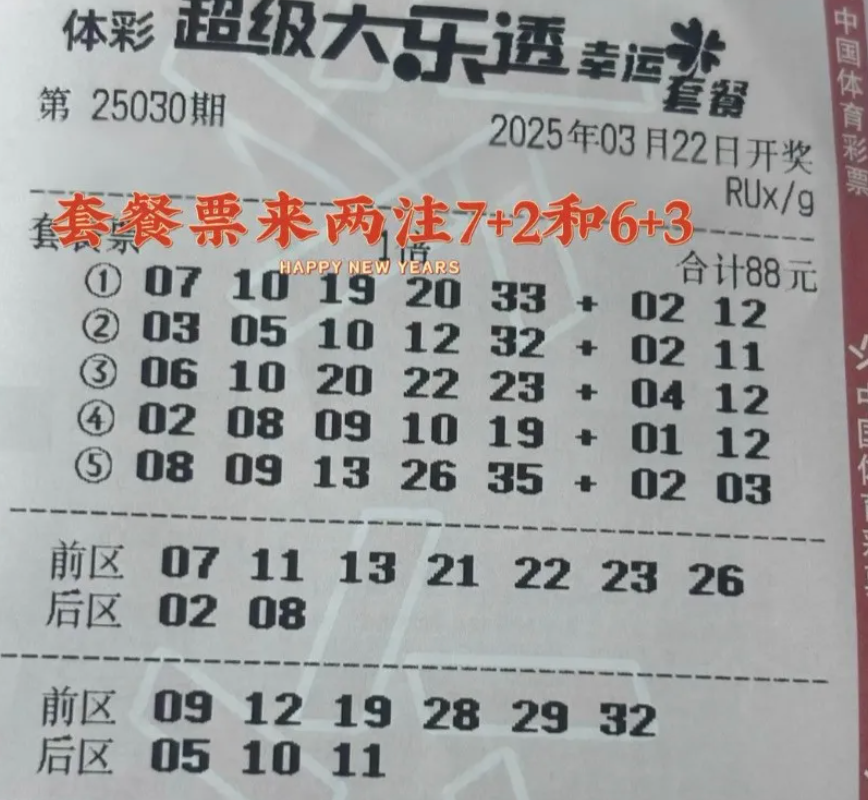 体彩 超级大乐透 幸运套餐
第 25030期
2025年03月22日开奖
RUx/g
套餐票来两注7+2和6+3
套餐票 1倍 合计88元
HAPPY NEW YEARS
① 07 10 19 20 33 + 02 12
② 03 05 10 12 32 + 02 11
③ 06 10 20 22 23 + 04 12
④ 02 08 09 10 19 + 01 12
⑤ 08 09 13 26 35 + 02 03
前区 07 11 13 21 22 23 26
后区 02 08
前区 09 12 19 28 29 32
后区 05 10 11
中国体育彩票
中国体